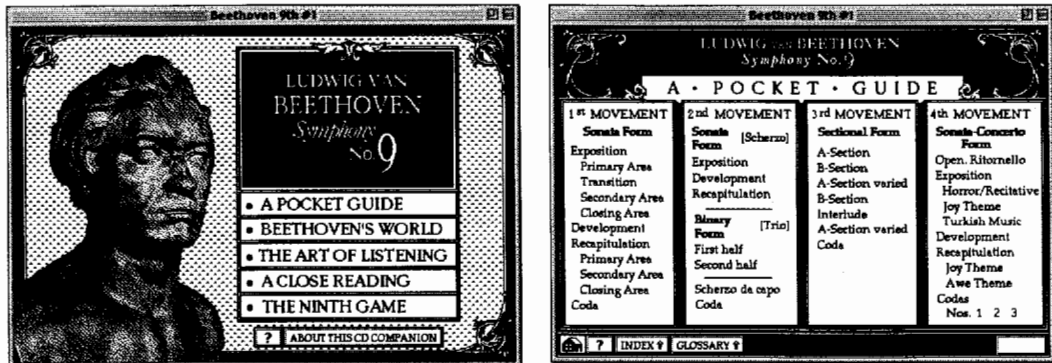 Beethoven 9th #1
LUDWIG VAN
BEETHOVEN
Symphony
No. 9
• A POCKET GUIDE
• BEETHOVEN'S WORLD
• THE ART OF LISTENING
• A CLOSE READING
• THE NINTH GAME
? ABOUT THIS CD COMPANION
Beethoven 9th #1
LUDWIG VAN BEETHOVEN
Symphony No. 9
A • POCKET • GUIDE
1st MOVEMENT
Sonata Form
Exposition
Primary Area
Transition
Secondary Area
Closing Area
Development
Recapitulation
Primary Area
Secondary Area
Closing Area
Coda
2nd MOVEMENT
Sonata [Scherzo]
Form
Exposition
Development
Recapitulation
Binary [Trio]
Form
First half
Second half
Scherzo da capo
Coda
3rd MOVEMENT
Sectional Form
A-Section
B-Section
A-Section varied
B-Section
Interlude
A-Section varied
Coda
4th MOVEMENT
Sonata-Concerto
Form
Open. Ritornello
Exposition
Horror/Recitative
Joy Theme
Turkish Music
Development
Recapitulation
Joy Theme
Awe Theme
Codas
Nos. 1 2 3
? INDEX ⇧ GLOSSARY ⇧